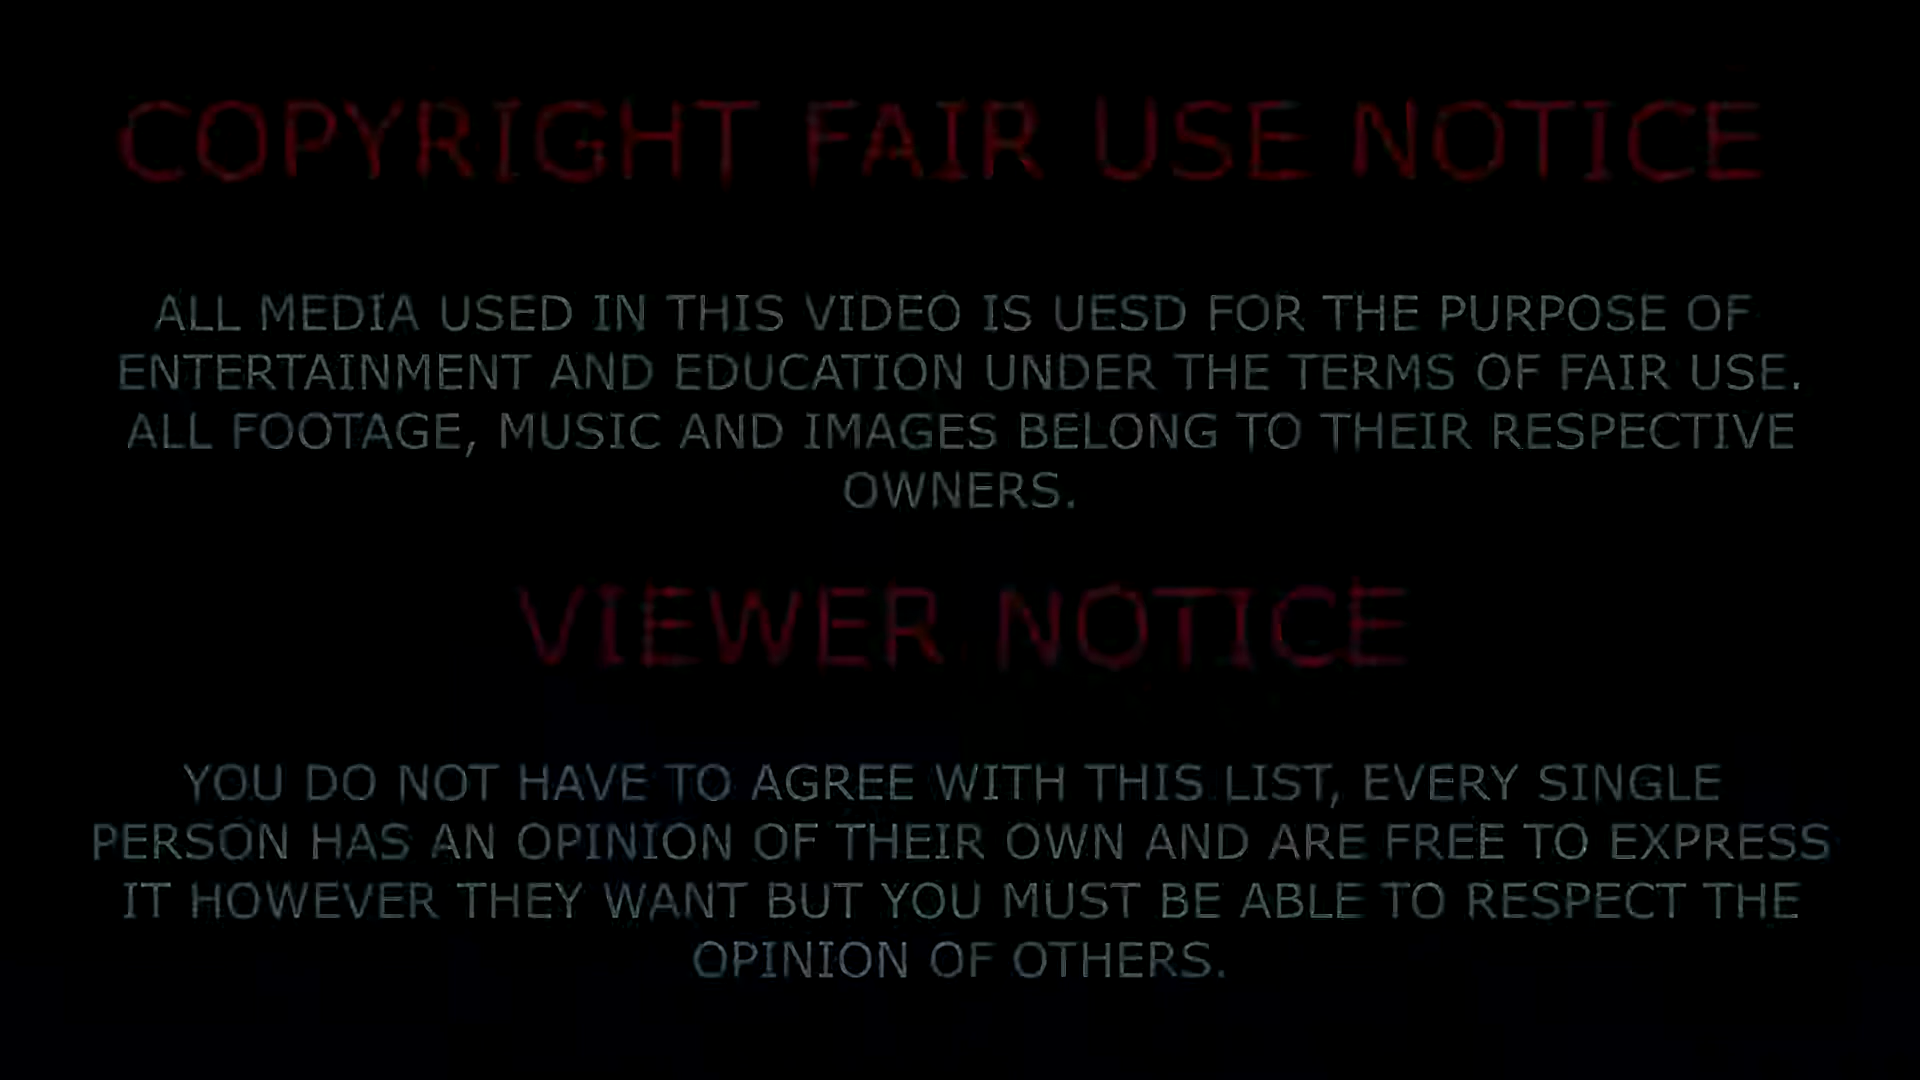 COPYRIGHT FAIR USE NOTICE
ALL MEDIA USED IN THIS VIDEO IS UESD FOR THE PURPOSE OF
ENTERTAINMENT AND EDUCATION UNDER THE TERMS OF FAIR USE.
ALL FOOTAGE, MUSIC AND IMAGES BELONG TO THEIR RESPECTIVE
OWNERS.
VIEWER NOTICE
YOU DO NOT HAVE TO AGREE WITH THIS LIST, EVERY SINGLE
PERSON HAS AN OPINION OF THEIR OWN AND ARE FREE TO EXPRESS
IT HOWEVER THEY WANT BUT YOU MUST BE ABLE TO RESPECT THE
OPINION OF OTHERS.